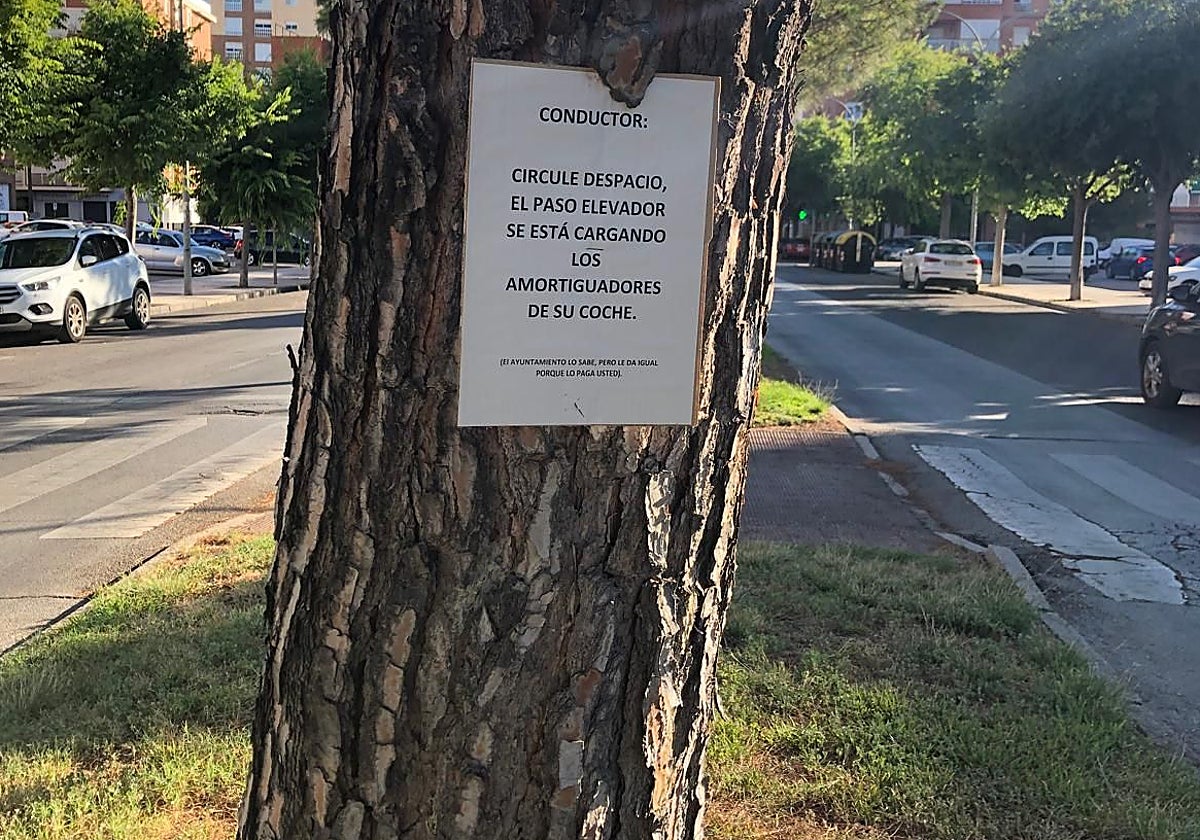 CONDUCTOR:
CIRCULE DESPACIO,
EL PASO ELEVADOR
SE ESTÁ CARGANDO
LOS
AMORTIGUADORES
DE SU COCHE.
(El AYUNTAMIENTO LO SABE, PERO LE DA IGUAL
PORQUE LO PAGA USTED).